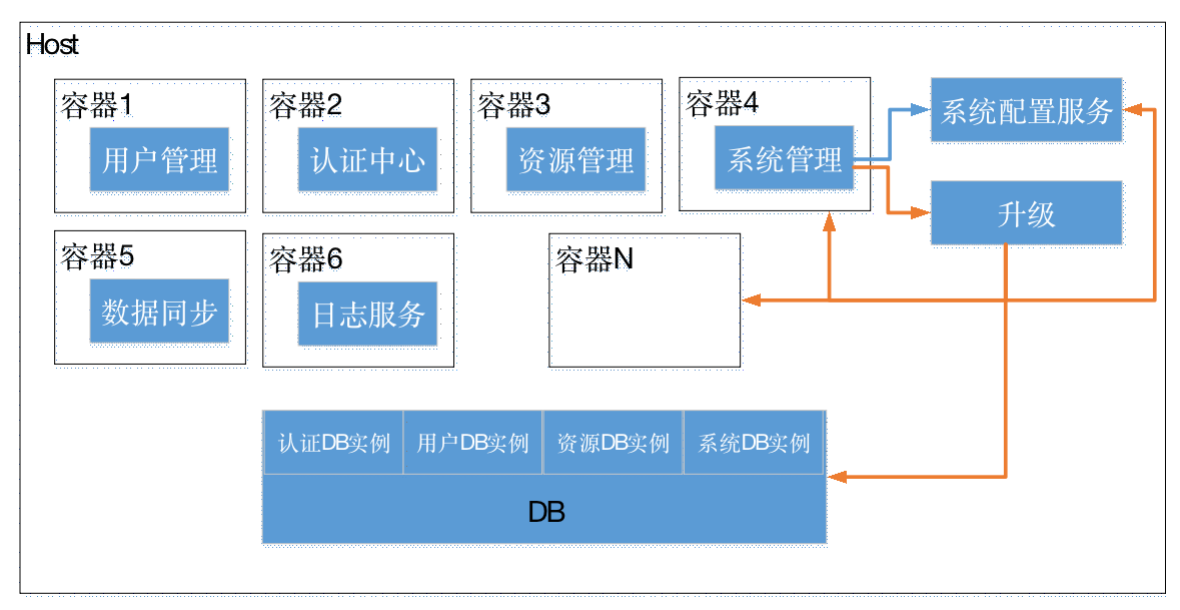 Host
容器1
用户管理
容器2
认证中心
容器3
资源管理
容器4
系统管理
系统配置服务
升级
容器5
数据同步
容器6
日志服务
容器N
认证DB实例
用户DB实例
资源DB实例
系统DB实例
DB